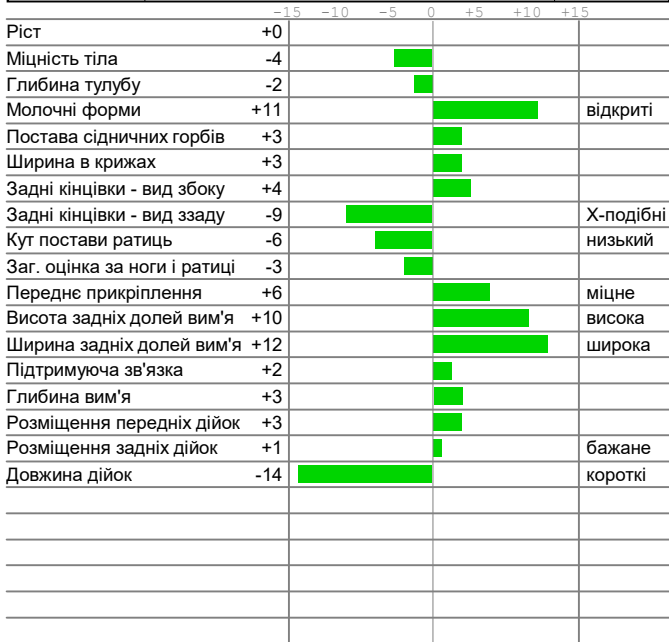 -15 -10 -5 0 +5 +10 +15
Ріст +0
Міцність тіла -4
Глибина тулубу -2
Молочні форми +11 відкриті
Постава сідничних горбів +3
Ширина в крижах +3
Задні кінцівки - вид збоку +4
Задні кінцівки - вид ззаду -9 Х-подібні
Кут постави ратиць -6 низький
Заг. оцінка за ноги і ратиці -3
Переднє прикріплення +6 міцне
Висота задніх долей вим'я +10 висока
Ширина задніх долей вим'я +12 широка
Підтримуюча зв'язка +2
Глибина вим'я +3
Розміщення передніх дійок +3
Розміщення задніх дійок +1 бажане
Довжина дійок -14 короткі